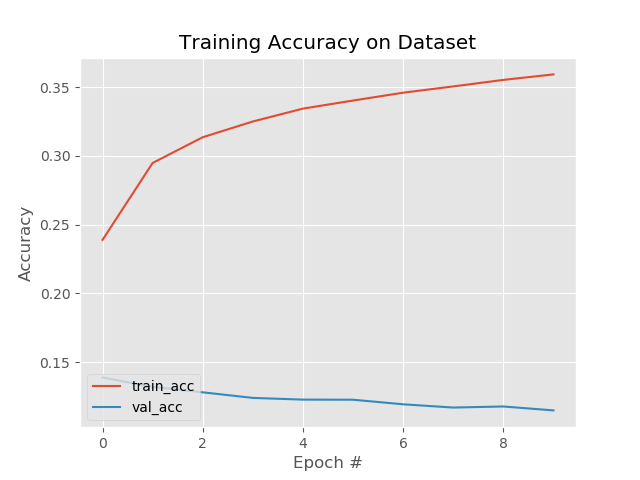 Training Accuracy on Dataset
Accuracy
0.35
0.30
0.25
0.20
0.15
train_acc
val_acc
0 2 4 6 8
Epoch #